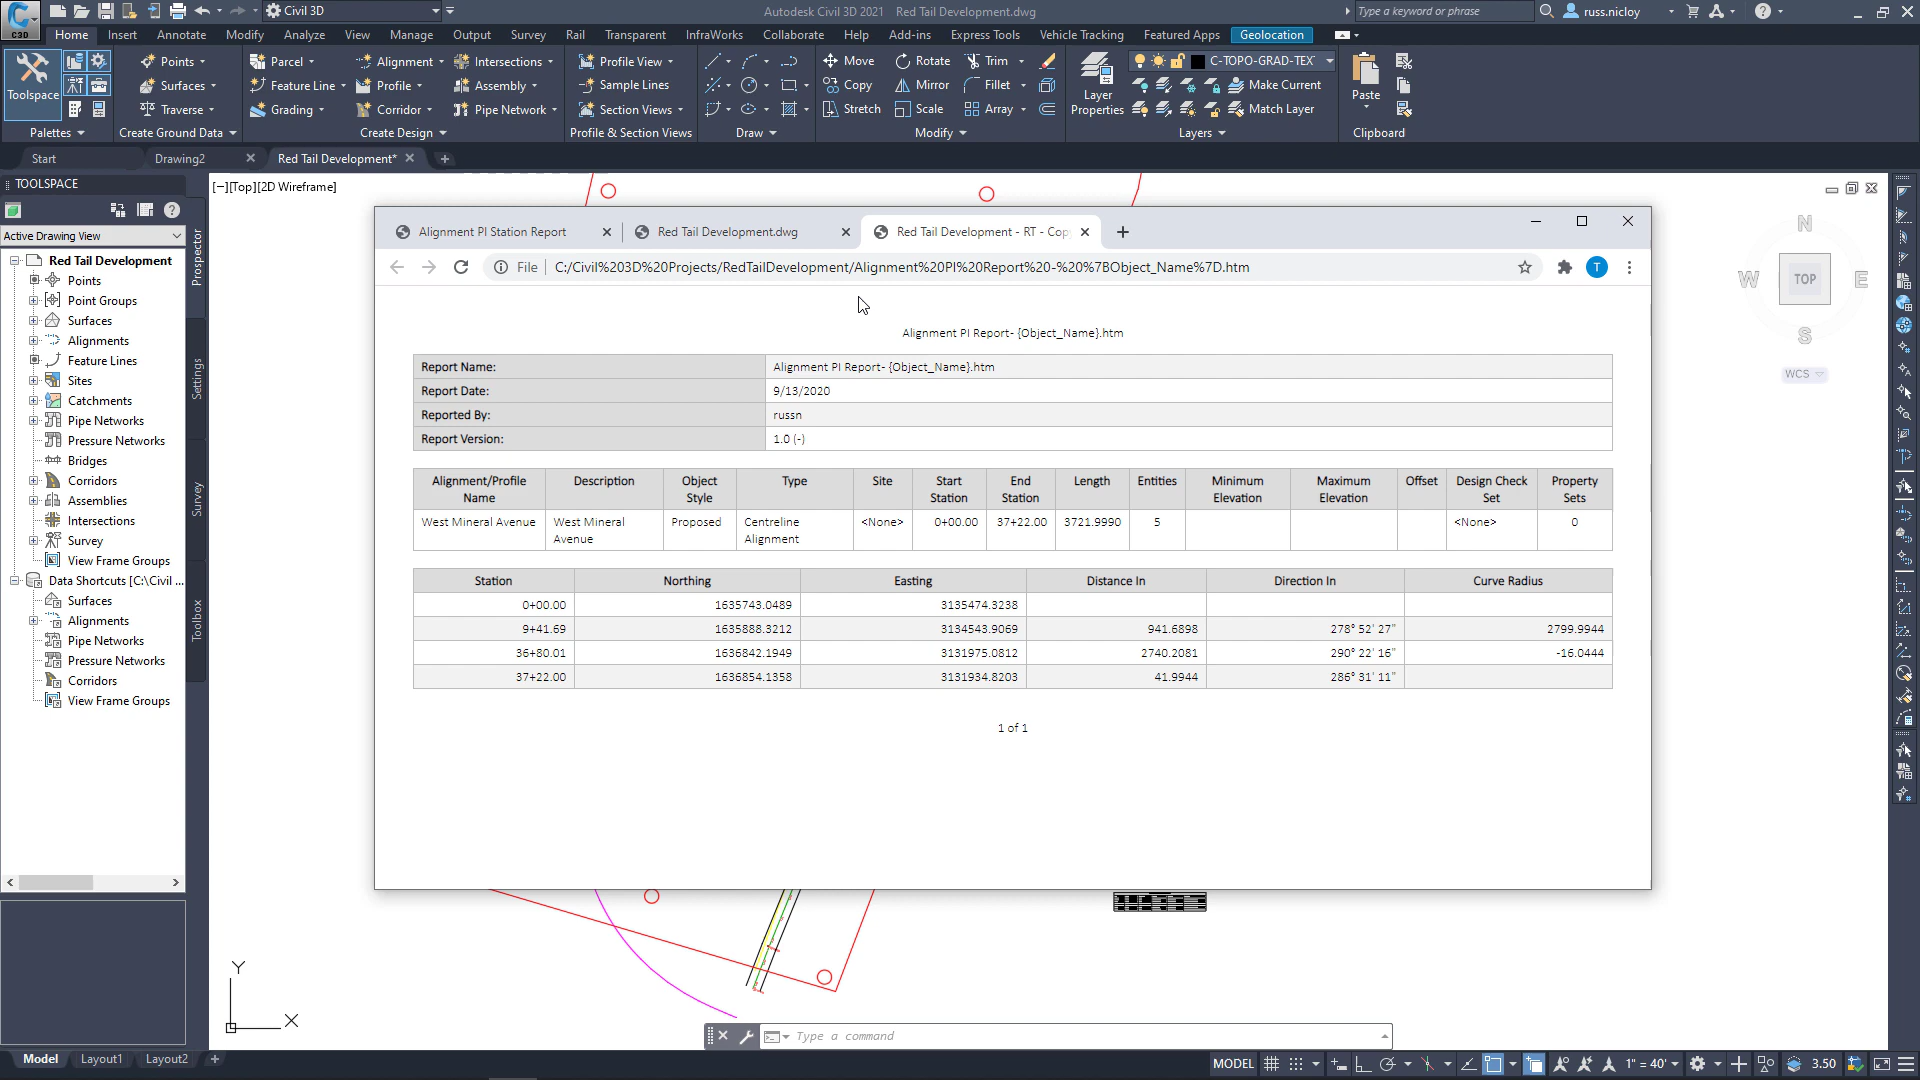 Civil 3D
Autodesk Civil 3D 2021 Red Tail Development.dwg
Type a keyword or phrase
russ.nicloy
C3D
Home Insert Annotate Modify Analyze View Manage Output Survey Rail Transparent InfraWorks Collaborate Help Add-ins Express Tools Vehicle Tracking Featured Apps Geolocation
Toolspace
Points
Surfaces
Traverse
Parcel
Feature Line
Grading
Alignment
Profile
Corridor
Intersections
Assembly
Pipe Network
Profile View
Sample Lines
Section Views
Move
Copy
Stretch
Rotate
Mirror
Scale
Trim
Fillet
Array
Layer
Properties
C-TOPO-GRAD-TEX
Make Current
Match Layer
Paste
Palettes Create Ground Data Create Design Profile & Section Views Draw Modify Layers Clipboard
Start Drawing2 Red Tail Development*
TOOLSPACE
Active Drawing View
Red Tail Development
Points
Point Groups
Surfaces
Alignments
Feature Lines
Sites
Catchments
Pipe Networks
Pressure Networks
Bridges
Corridors
Assemblies
Intersections
Survey
View Frame Groups
Data Shortcuts [C:\Civil ...
Surfaces
Alignments
Pipe Networks
Pressure Networks
Corridors
View Frame Groups
Prospector
Settings
Survey
Toolbox
[−][Top][2D Wireframe]
Alignment PI Station Report
Red Tail Development.dwg
Red Tail Development - RT - Cop
File C:/Civil%203D%20Projects/RedTailDevelopment/Alignment%20PI%20Report%20-%20%7BObject_Name%7D.htm
Alignment PI Report- {Object_Name}.htm
Report Name: Alignment PI Report- {Object_Name}.htm
Report Date: 9/13/2020
Reported By: russn
Report Version: 1.0 (-)
Alignment/Profile Name Description Object Style Type Site Start Station End Station Length Entities Minimum Elevation Maximum Elevation Offset Design Check Set Property Sets
West Mineral Avenue West Mineral Avenue Proposed Centreline Alignment <None> 0+00.00 37+22.00 3721.9990 5 <None> 0
Station Northing Easting Distance In Direction In Curve Radius
0+00.00 1635743.0489 3135474.3238
9+41.69 1635888.3212 3134543.9069 941.6898 278° 52' 27" 2799.9944
36+80.01 1636842.1949 3131975.0812 2740.2081 290° 22' 16" -16.0444
37+22.00 1636854.1358 3131934.8203 41.9944 286° 31' 11"
1 of 1
N
W TOP E
S
WCS
T
Y
X
Type a command
Model Layout1 Layout2
MODEL
1" = 40'
3.50